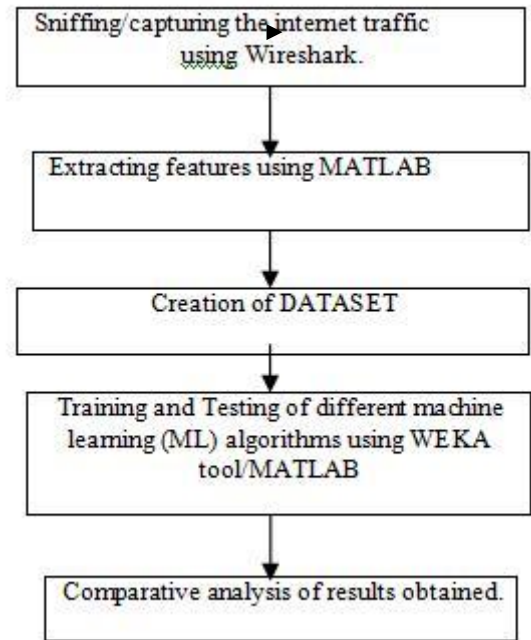 Sniffing/capturing the internet traffic
using Wireshark.
Extracting features using MATLAB
Creation of DATASET
Training and Testing of different machine
learning (ML) algorithms using WEKA
tool/MATLAB
Comparative analysis of results obtained.